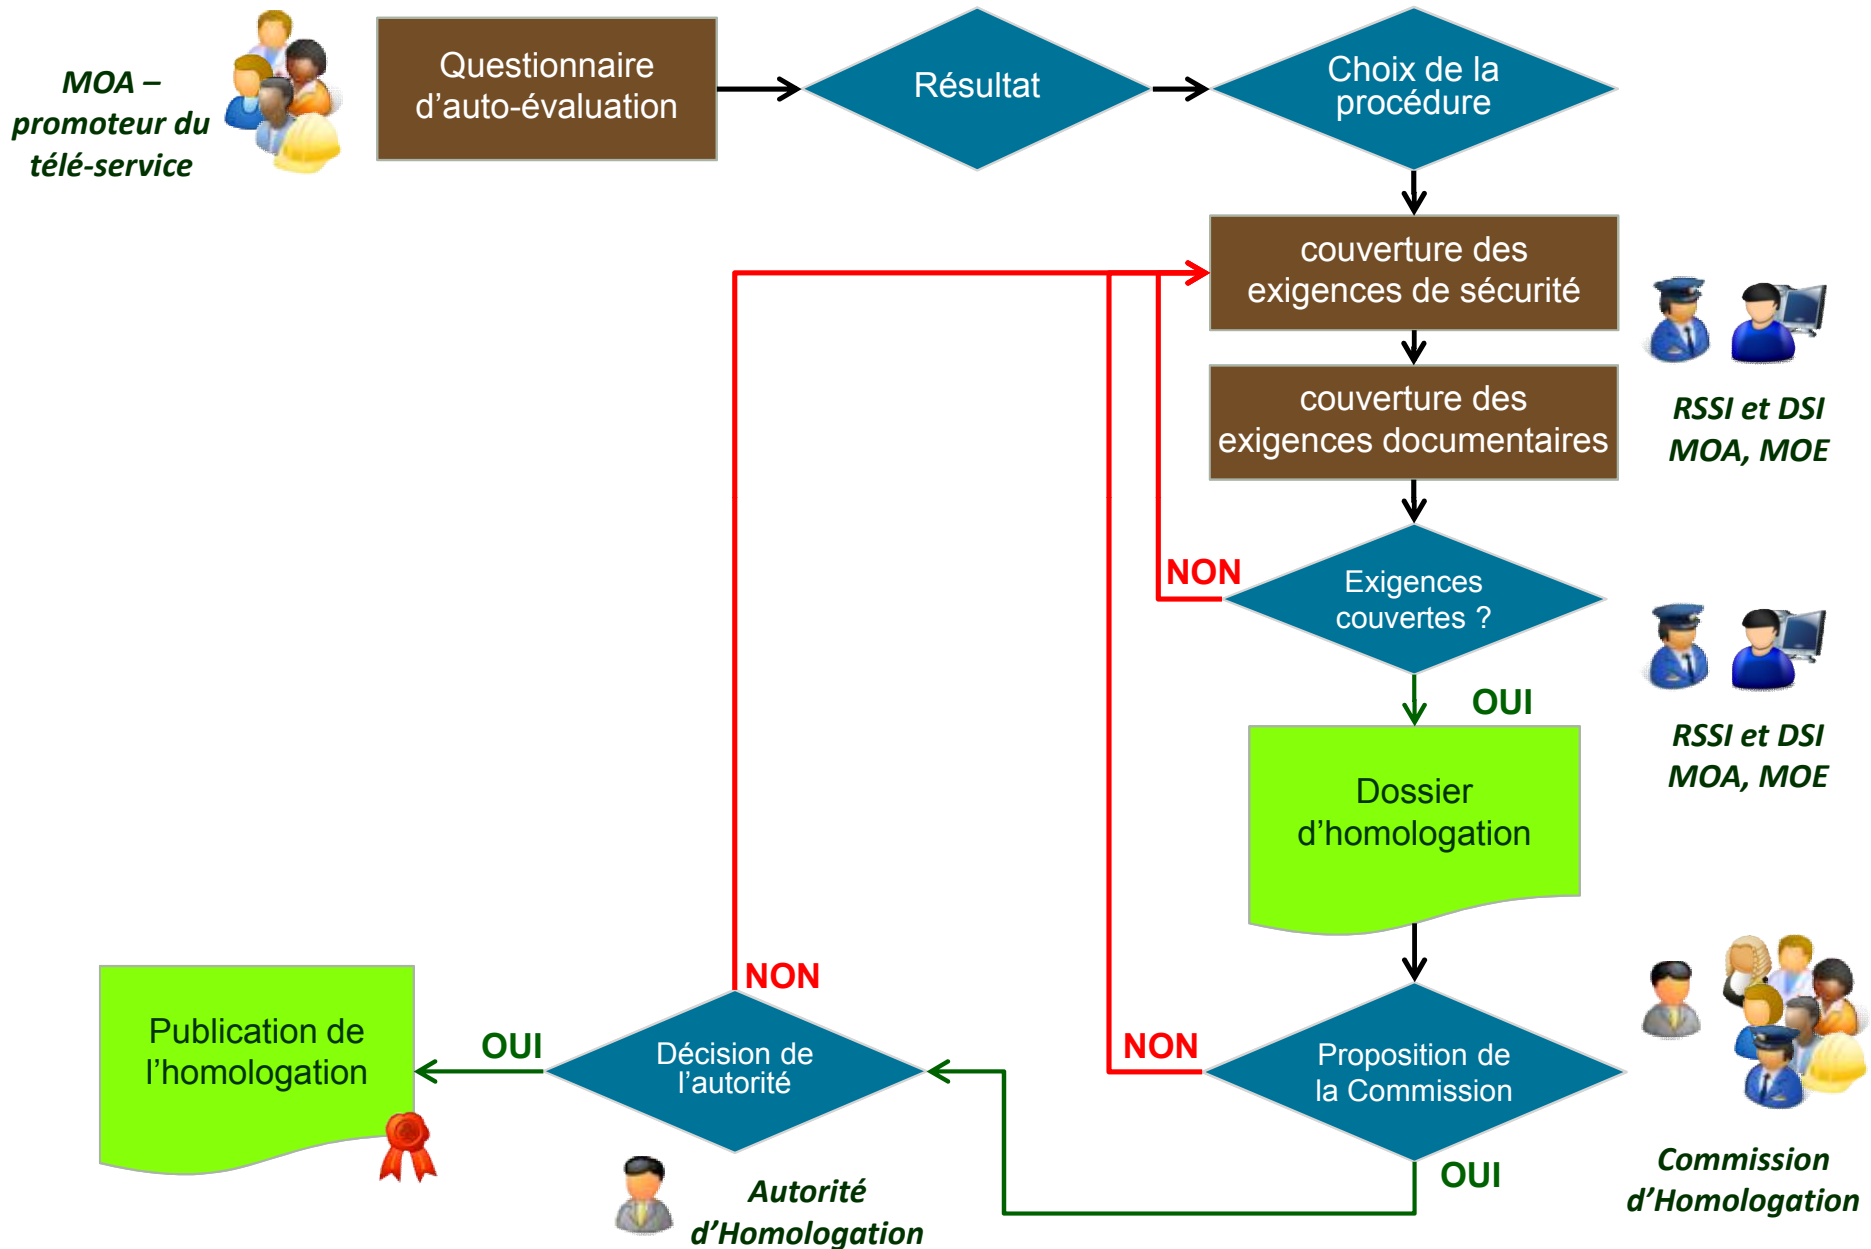 MOA –
promoteur du
télé-service
Questionnaire
d’auto-évaluation
Résultat
Choix de la
procédure
couverture des
exigences de sécurité
couverture des
exigences documentaires
RSSI et DSI
MOA, MOE
NON
Exigences
couvertes ?
OUI
RSSI et DSI
MOA, MOE
Dossier
d’homologation
NON
Publication de
l’homologation
OUI
Décision de
l’autorité
NON
Proposition de
la Commission
OUI
Commission
d’Homologation
Autorité
d’Homologation